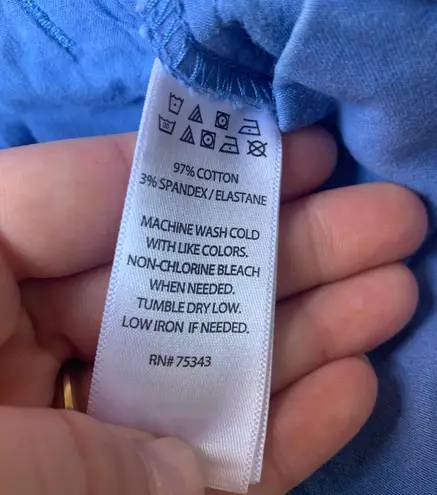 97% COTTON
3% SPANDEX / ELASTANE
MACHINE WASH COLD
WITH LIKE COLORS.
NON-CHLORINE BLEACH
WHEN NEEDED.
TUMBLE DRY LOW.
LOW IRON IF NEEDED.
RN# 75343